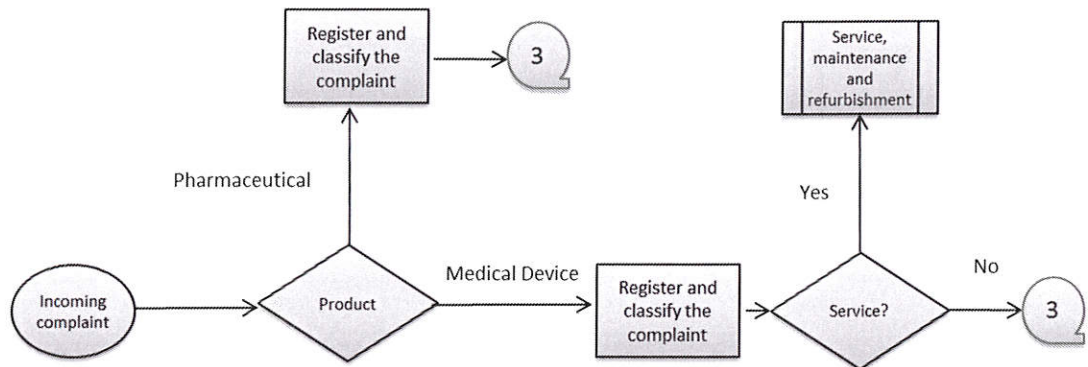 Register and
classify the
complaint
3
Service,
maintenance
and
refurbishment
Pharmaceutical
Yes
Incoming
complaint
Product
Medical Device
Register and
classify the
complaint
Service?
No
3